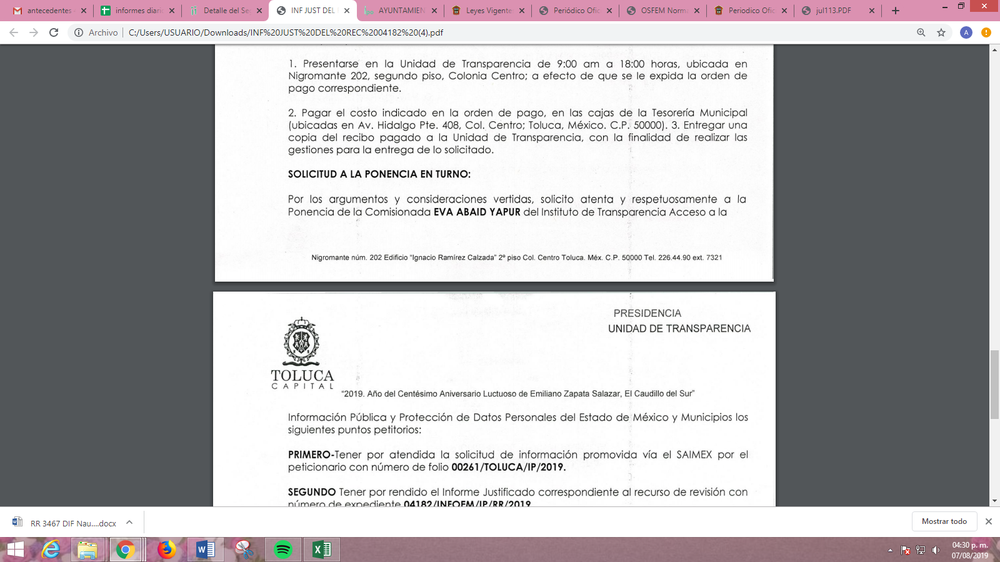 antecedentes
informes diari
Detalle del Se
INF JUST DEL
AYUNTAMIEN
Leyes Vigente
Periódico Ofic
OSFEM Norm
Periodico Ofic
jul113.PDF
Archivo
C:/Users/USUARIO/Downloads/INF%20JUST%20DEL%20REC%2004182%20(4).pdf
A
1. Presentarse en la Unidad de Transparencia de 9:00 am a 18:00 horas, ubicada en
Nigromante 202, segundo piso, Colonia Centro; a efecto de que se le expida la orden de
pago correspondiente.
2. Pagar el costo indicado en la orden de pago, en las cajas de la Tesorería Municipal
(ubicadas en Av. Hidalgo Pte. 408, Col. Centro; Toluca, México. C.P. 50000). 3. Entregar una
copia del recibo pagado a la Unidad de Transparencia, con la finalidad de realizar las
gestiones para la entrega de lo solicitado.
SOLICITUD A LA PONENCIA EN TURNO:
Por los argumentos y consideraciones vertidas, solicito atenta y respetuosamente a la
Ponencia de la Comisionada EVA ABAID YAPUR del Instituto de Transparencia Acceso a la
Nigromante núm. 202 Edificio "Ignacio Ramírez Calzada" 2º piso Col. Centro Toluca. Méx. C.P. 50000 Tel. 226.44.90 ext. 7321
PRESIDENCIA
UNIDAD DE TRANSPARENCIA
TOLUCA
CAPITAL
"2019. Año del Centésimo Aniversario Luctuoso de Emiliano Zapata Salazar, El Caudillo del Sur"
Información Pública y Protección de Datos Personales del Estado de México y Municipios los
siguientes puntos petitorios:
PRIMERO-Tener por atendida la solicitud de información promovida vía el SAIMEX por el
peticionario con número de folio 00261/TOLUCA/IP/2019.
SEGUNDO Tener por rendido el Informe Justificado correspondiente al recurso de revisión con
número de expediente 04182/INFOEM/IP/RR/2019
RR 3467 DIF Nau....docx
Mostrar todo
04:30 p. m.
07/08/2019